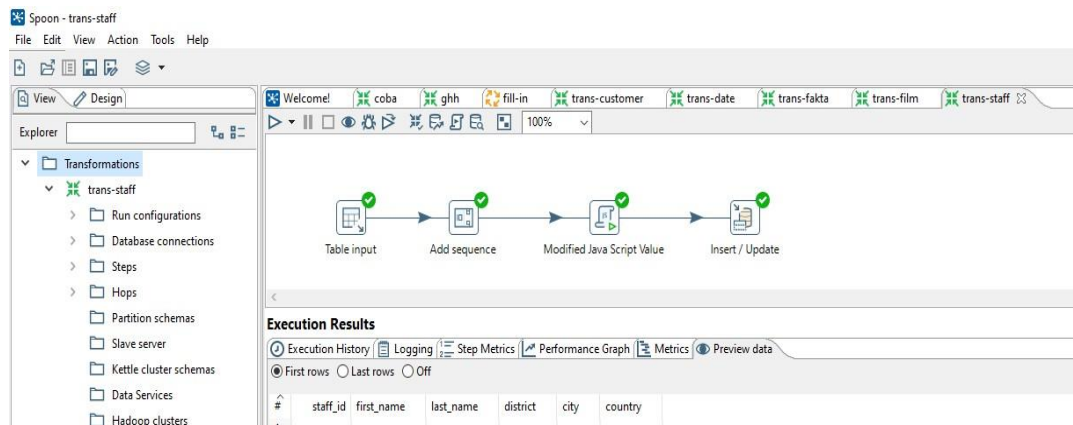 Spoon - trans-staff
File Edit View Action Tools Help
View Design
Welcome! coba ghh fill-in trans-customer trans-date trans-fakta trans-film trans-staff
Explorer
100%
Transformations
trans-staff
Run configurations
Database connections
Steps
Hops
Partition schemas
Slave server
Kettle cluster schemas
Data Services
Hadoop clusters
Table input Add sequence Modified Java Script Value Insert / Update
Execution Results
Execution History Logging Step Metrics Performance Graph Metrics Preview data
First rows Last rows Off
# staff_id first_name last_name district city country